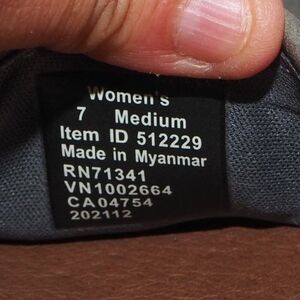 Women's
7 Medium
Item ID 512229
Made in Myanmar
RN71341
VN1002664
CA04754
202112